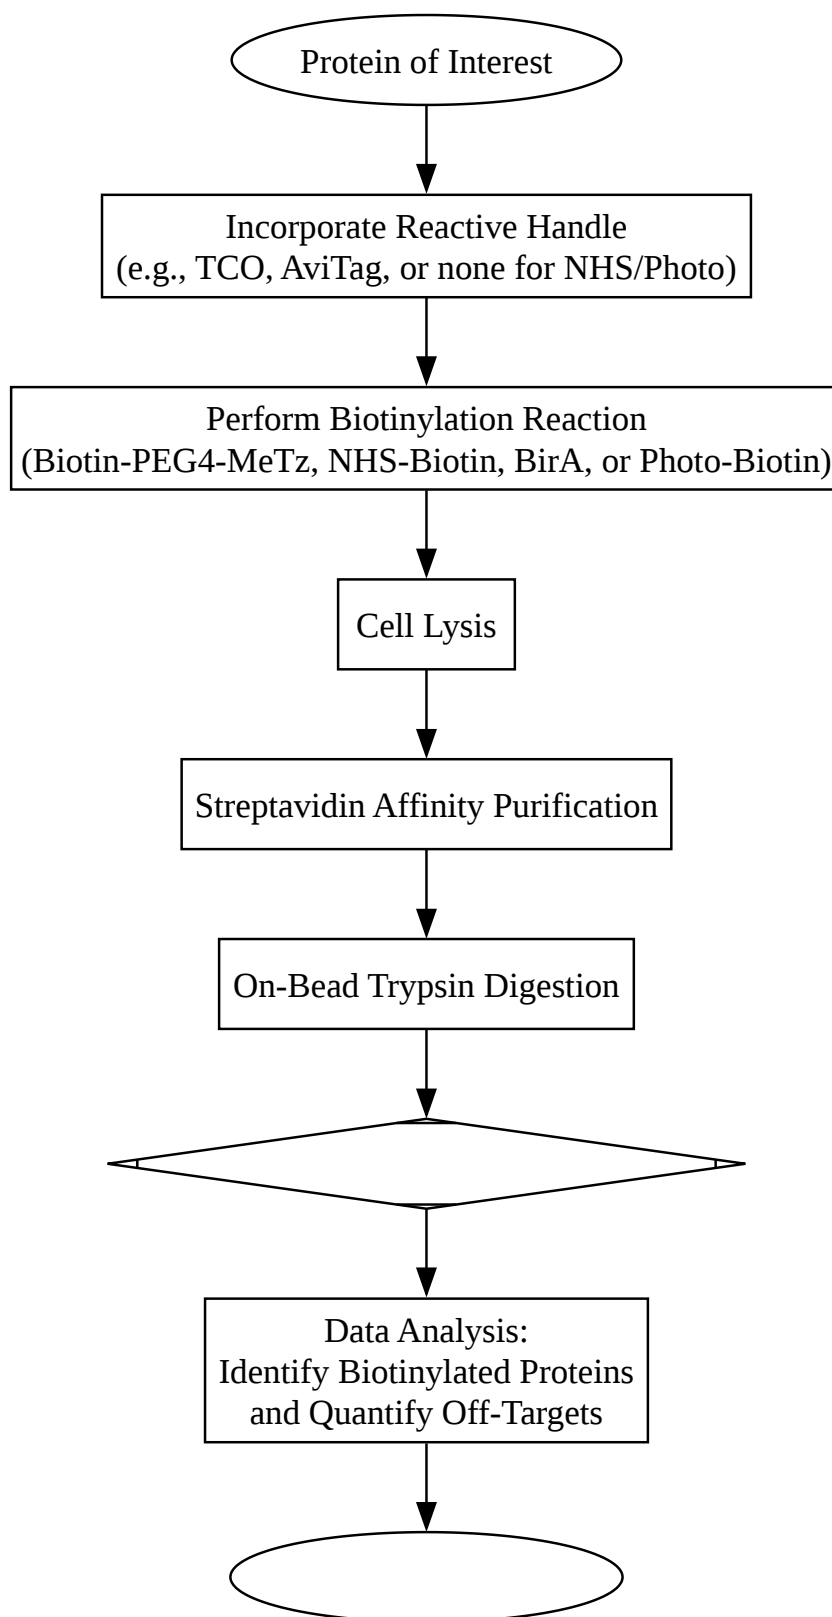 Protein of Interest
Incorporate Reactive Handle
(e.g., TCO, AviTag, or none for NHS/Photo)
Perform Biotinylation Reaction
(Biotin-PEG4-MeTz, NHS-Biotin, BirA, or Photo-Biotin)
Cell Lysis
Streptavidin Affinity Purification
On-Bead Trypsin Digestion
Data Analysis:
Identify Biotinylated Proteins
and Quantify Off-Targets